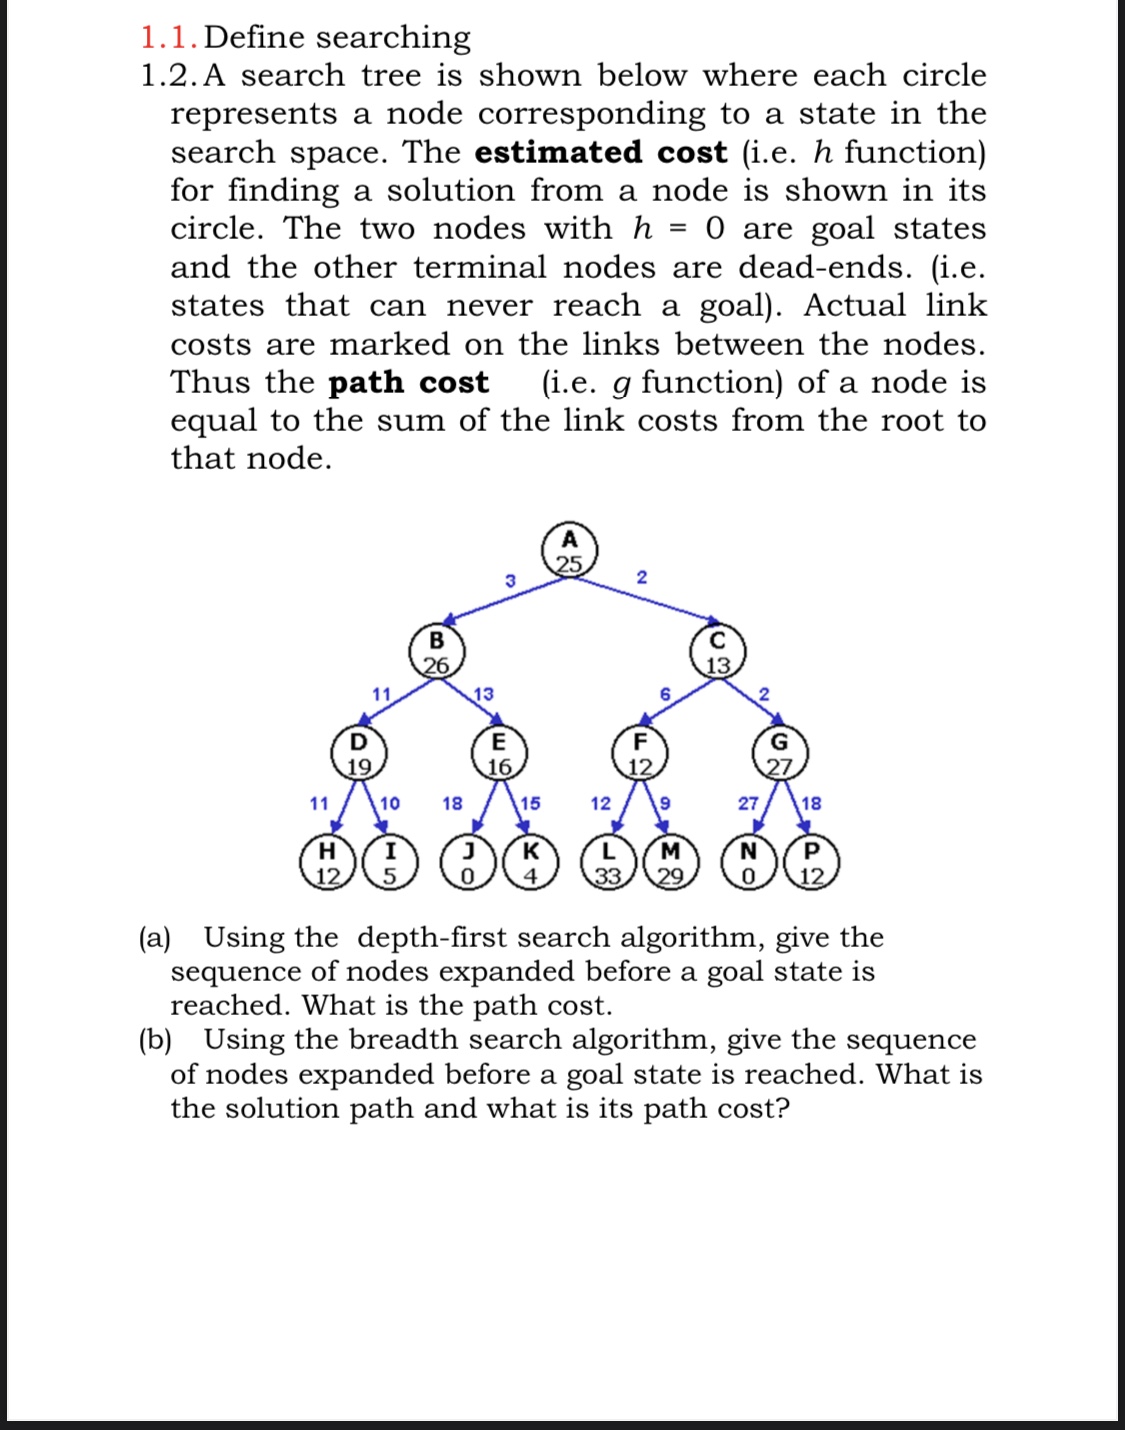 1.1. Define searching
1.2. A search tree is shown below where each circle
represents a node corresponding to a state in the
search space. The estimated cost (i.e. h function)
for finding a solution from a node is shown in its
circle. The two nodes with h = 0 are goal states
and the other terminal nodes are dead-ends. (i.e.
states that can never reach a goal). Actual link
costs are marked on the links between the nodes.
Thus the path cost (i.e. g function) of a node is
equal to the sum of the link costs from the root to
that node.
A
25
3 2
B C
26 13
11 13 6 2
D E F G
19 16 12 27
11 10 18 15 12 9 27 18
H I J K L M N P
12 5 0 4 33 29 0 12
(a) Using the depth-first search algorithm, give the
sequence of nodes expanded before a goal state is
reached. What is the path cost.
(b) Using the breadth search algorithm, give the sequence
of nodes expanded before a goal state is reached. What is
the solution path and what is its path cost?